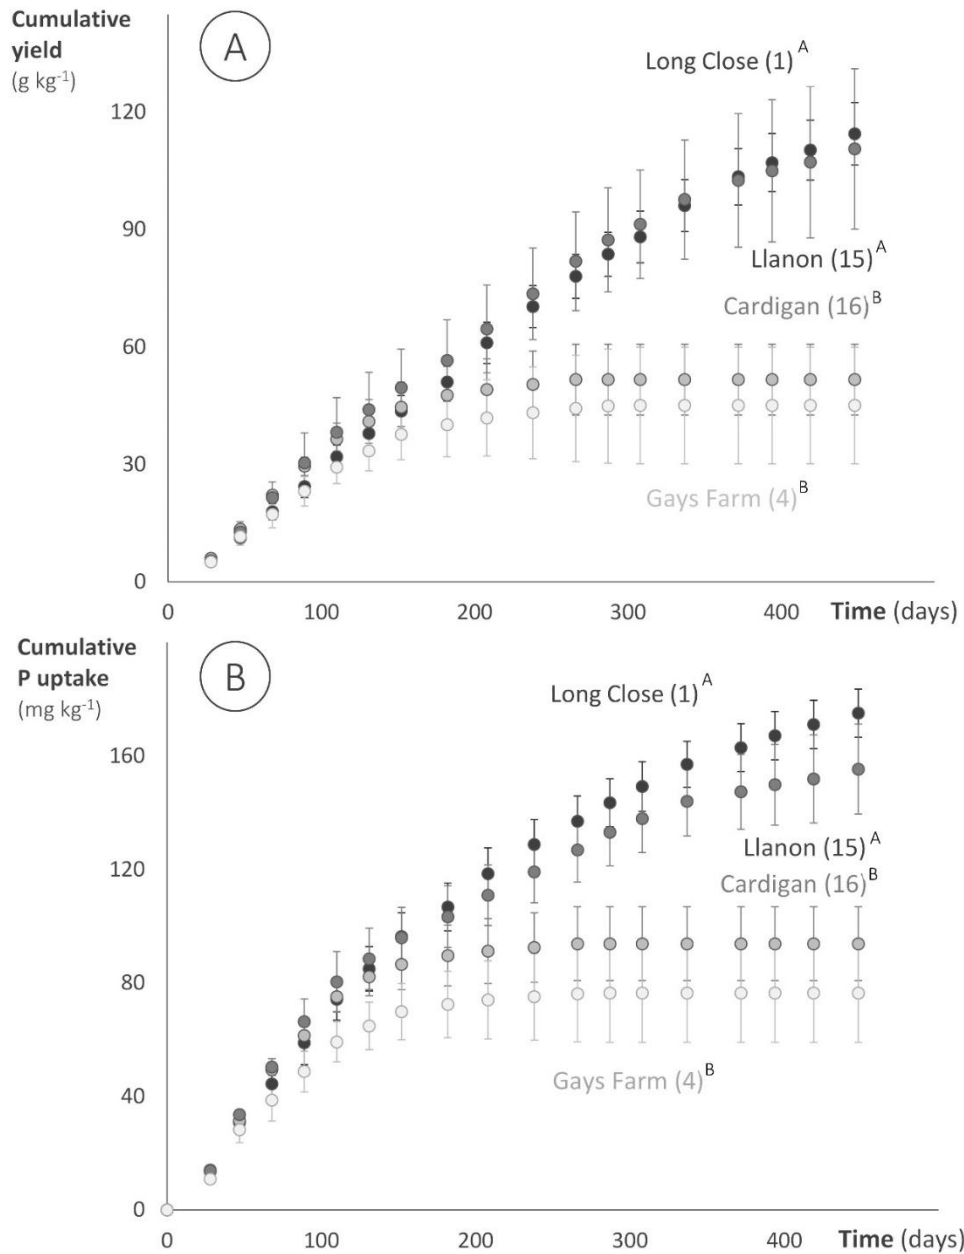 Cumulative
yield
(g kg⁻¹)
A
Long Close (1)ᴬ
120
90
Llanon (15)ᴬ
Cardigan (16)ᴮ
60
30
Gays Farm (4)ᴮ
0
0 100 200 300 400 Time (days)
Cumulative
P uptake
(mg kg⁻¹)
B
Long Close (1)ᴬ
160
120
Llanon (15)ᴬ
Cardigan (16)ᴮ
80
Gays Farm (4)ᴮ
40
0
0 100 200 300 400 Time (days)